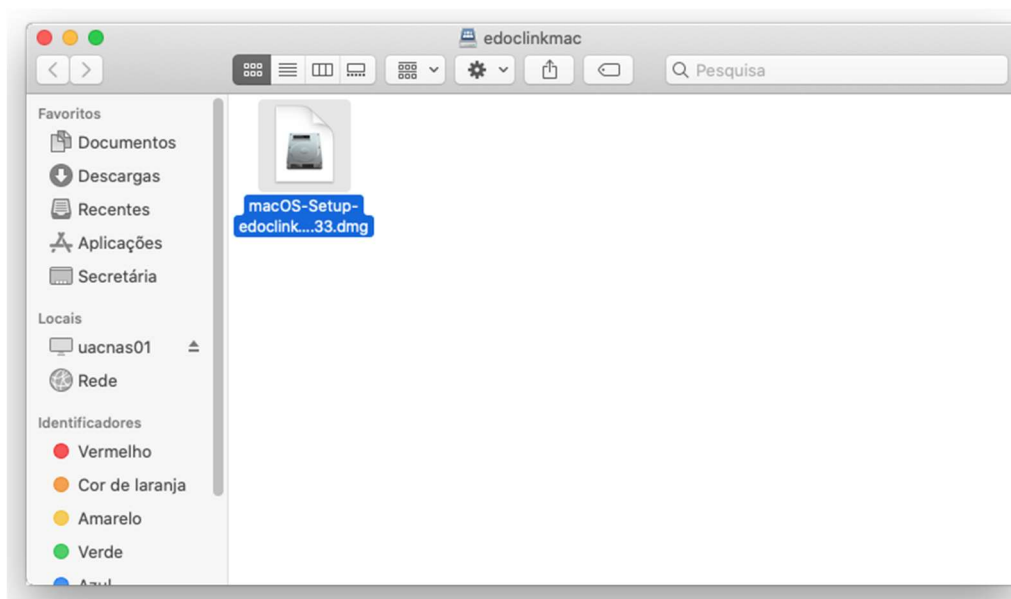 edoclinkmac
Pesquisa
Favoritos
Documentos
Descargas
Recentes
Aplicações
Secretária
Locais
uacnas01
Rede
Identificadores
Vermelho
Cor de laranja
Amarelo
Verde
Azul
macOS-Setup-
edoclink....33.dmg